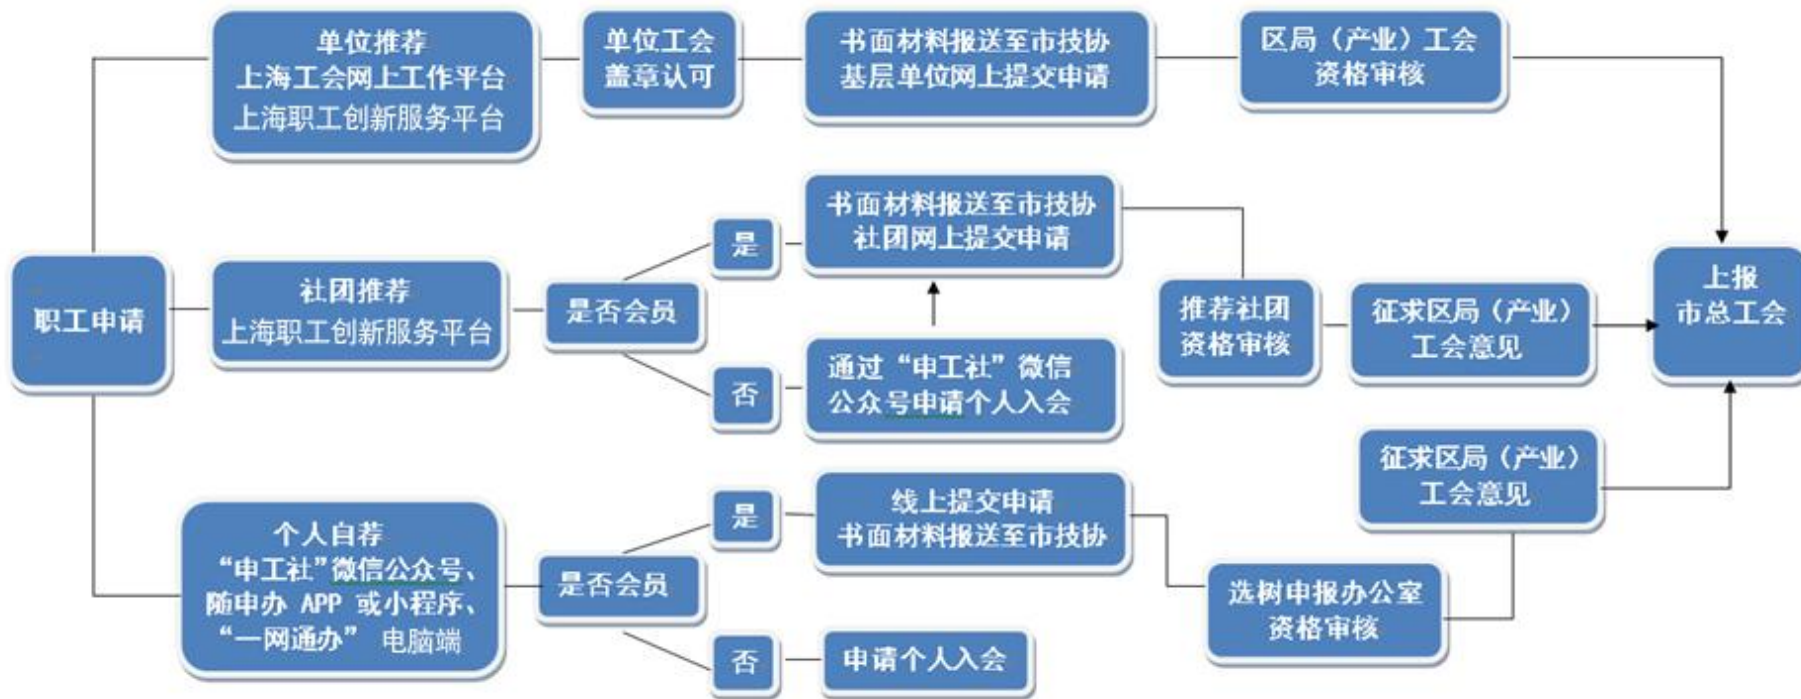 单位推荐
上海工会网上工作平台
上海职工创新服务平台
单位工会
盖章认可
书面材料报送至市技协
基层单位网上提交申请
区局（产业）工会
资格审核
职工申请
社团推荐
上海职工创新服务平台
是否会员
是
书面材料报送至市技协
社团网上提交申请
否
通过“申工社”微信
公众号申请个人入会
推荐社团
资格审核
征求区局（产业）
工会意见
上报
市总工会
个人自荐
“申工社”微信公众号、
随申办 APP 或小程序、
“一网通办” 电脑端
是否会员
是
线上提交申请
书面材料报送至市技协
否
申请个人入会
选树申报办公室
资格审核
征求区局（产业）
工会意见